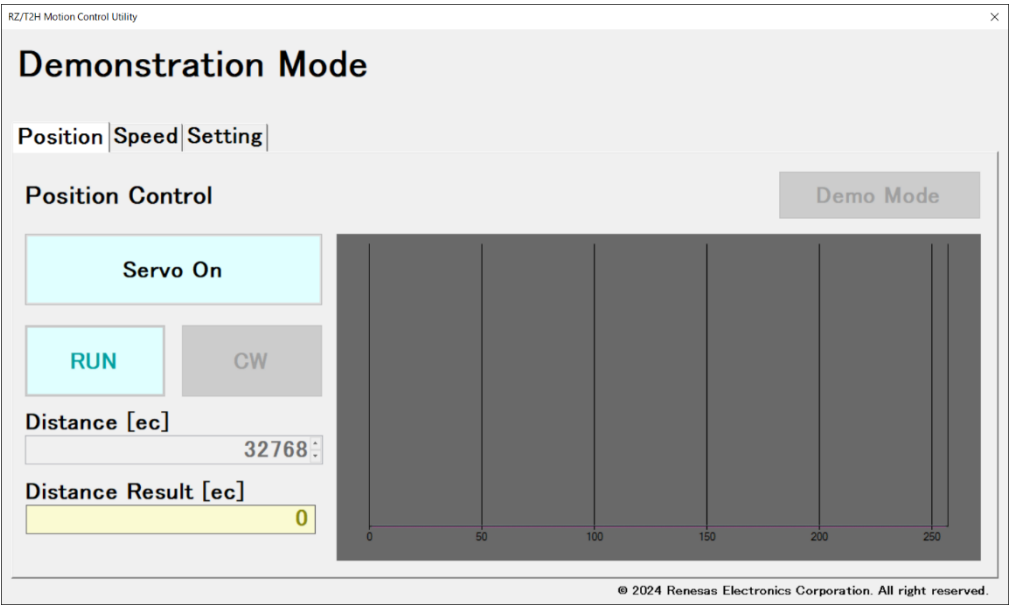 RZ/T2H Motion Control Utility
Demonstration Mode
Position Speed Setting
Position Control
Demo Mode
Servo On
RUN CW
Distance [ec]
32768
Distance Result [ec]
0
0 50 100 150 200 250
© 2024 Renesas Electronics Corporation. All right reserved.